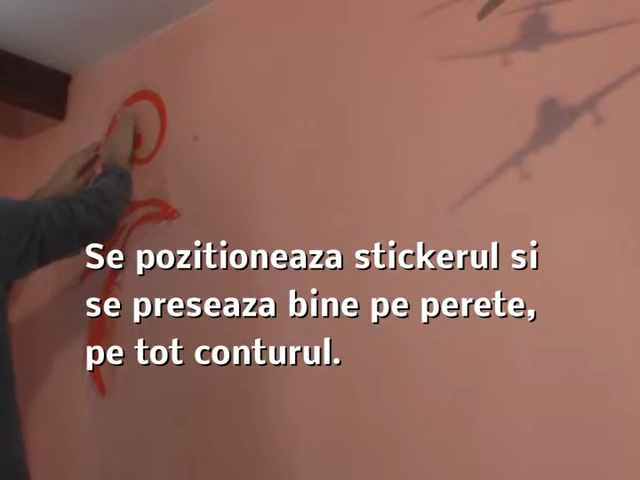 Se pozitioneaza stickerul si
se preseaza bine pe perete,
pe tot conturul.